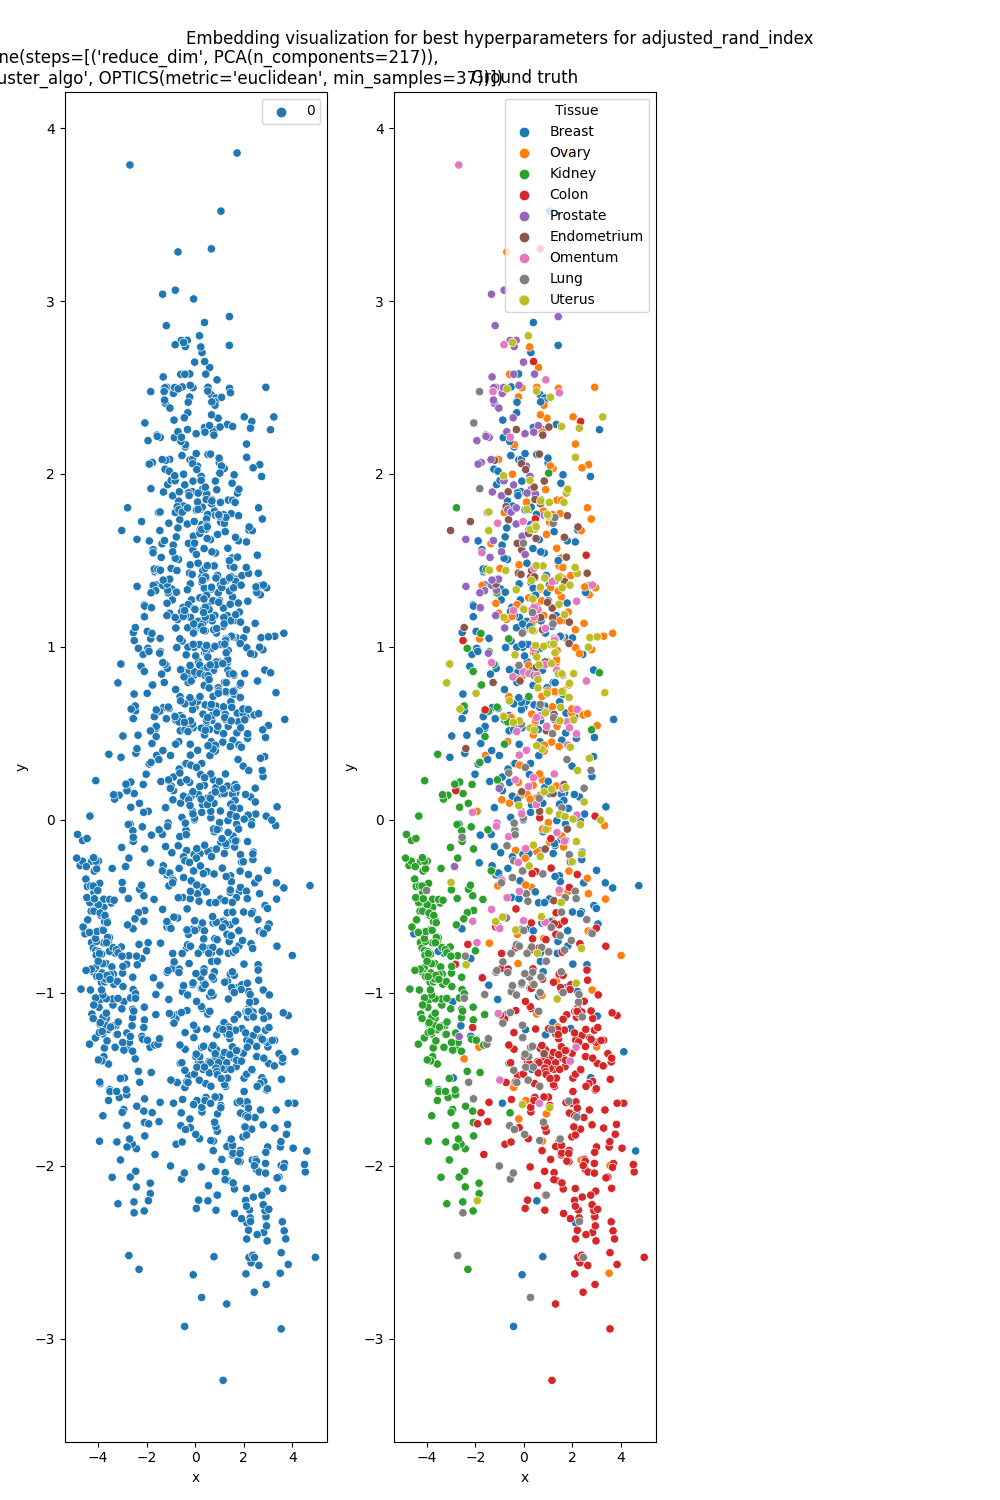 Embedding visualization for best hyperparameters for adjusted_rand_index
ne(steps=[('reduce_dim', PCA(n_components=217)),
uster_algo', OPTICS(metric='euclidean', min_samples=37))])
Ground truth
0
4
3
2
1
0
−1
−2
−3
y
−4
−2
0
2
4
x
Tissue
Breast
Ovary
Kidney
Colon
Prostate
Endometrium
Omentum
Lung
Uterus
4
3
2
1
0
−1
−2
−3
y
−4
−2
0
2
4
x